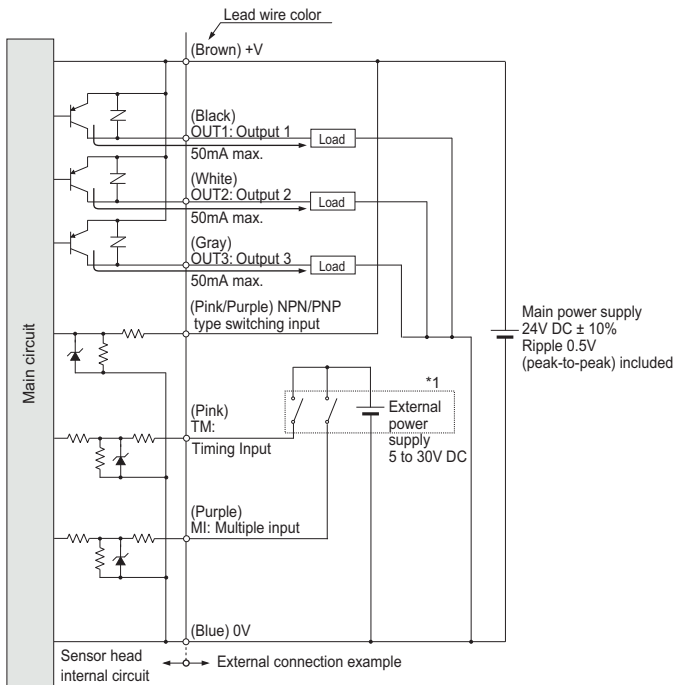 Lead wire color
(Brown) +V
(Black)
OUT1: Output 1
Load
50mA max.
(White)
OUT2: Output 2
Load
50mA max.
(Gray)
OUT3: Output 3
Load
50mA max.
(Pink/Purple) NPN/PNP
type switching input
Main power supply
24V DC ± 10%
Ripple 0.5V
(peak-to-peak) included
Main circuit
*1
External
power
supply
5 to 30V DC
(Pink)
TM:
Timing Input
(Purple)
MI: Multiple input
(Blue) 0V
Sensor head
internal circuit
External connection example